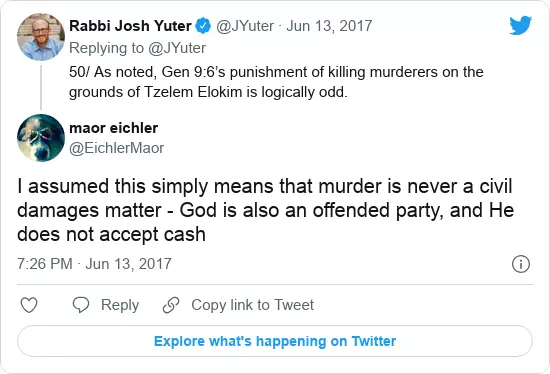 Rabbi Josh Yuter @JYuter · Jun 13, 2017
Replying to @JYuter
50/ As noted, Gen 9:6’s punishment of killing murderers on the
grounds of Tzelem Elokim is logically odd.
maor eichler
@EichlerMaor
I assumed this simply means that murder is never a civil
damages matter - God is also an offended party, and He
does not accept cash
7:26 PM · Jun 13, 2017
Reply Copy link to Tweet
Explore what's happening on Twitter